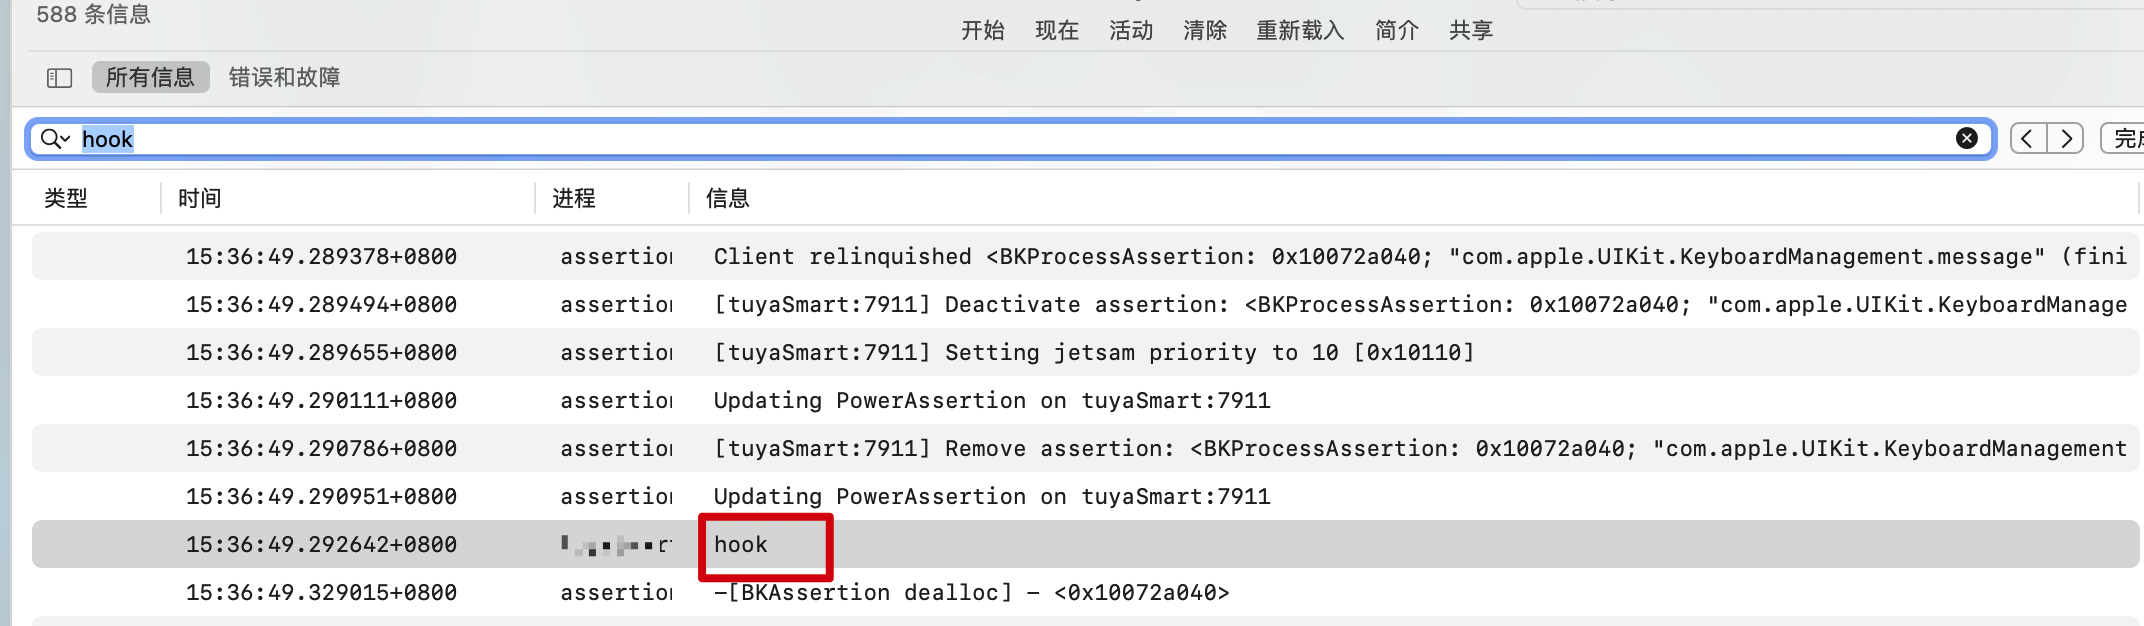 588 条信息
开始 现在 活动 清除 重新载入 简介 共享
所有信息 错误和故障
hook
类型 时间 进程 信息
15:36:49.289378+0800 assertio Client relinquished <BKProcessAssertion: 0x10072a040; "com.apple.UIKit.KeyboardManagement.message" (fini
15:36:49.289494+0800 assertio [tuyaSmart:7911] Deactivate assertion: <BKProcessAssertion: 0x10072a040; "com.apple.UIKit.KeyboardManage
15:36:49.289655+0800 assertio [tuyaSmart:7911] Setting jetsam priority to 10 [0x10110]
15:36:49.290111+0800 assertio Updating PowerAssertion on tuyaSmart:7911
15:36:49.290786+0800 assertio [tuyaSmart:7911] Remove assertion: <BKProcessAssertion: 0x10072a040; "com.apple.UIKit.KeyboardManagement
15:36:49.290951+0800 assertio Updating PowerAssertion on tuyaSmart:7911
15:36:49.292642+0800 hook
15:36:49.329015+0800 assertio -[BKAssertion dealloc] – <0x10072a040>